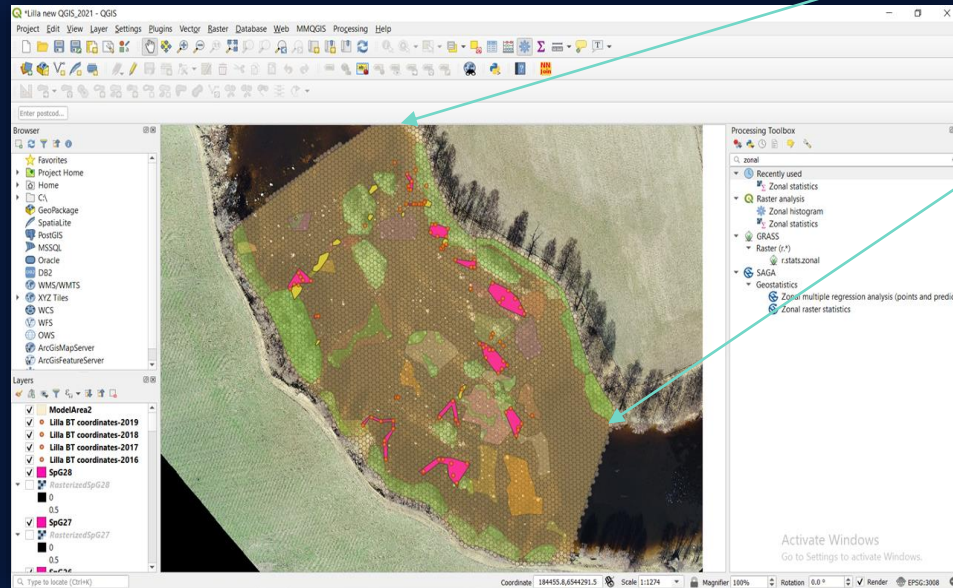 *Lilla new QGIS_2021 - QGIS
Project Edit View Layer Settings Plugins Vector Raster Database Web MMQGIS Processing Help
NN
Join
Enter postcod...
Browser
Favorites
Project Home
Home
C:\
GeoPackage
SpatiaLite
PostGIS
MSSQL
Oracle
DB2
WMS/WMTS
XYZ Tiles
WCS
WFS
OWS
ArcGisMapServer
ArcGisFeatureServer
Layers
ModelArea2
Lilla BT coordinates-2019
Lilla BT coordinates-2018
Lilla BT coordinates-2017
Lilla BT coordinates-2016
SpG28
RasterizedSpG28
0
0.5
SpG27
RasterizedSpG27
0
0.5
SpG26
Processing Toolbox
zonal
Recently used
Zonal statistics
Raster analysis
Zonal histogram
Zonal statistics
GRASS
Raster (r.*)
r.stats.zonal
SAGA
Geostatistics
Zonal multiple regression analysis (points and predic
Zonal raster statistics
Activate Windows
Go to Settings to activate Windows.
Type to locate (Ctrl+K)
Coordinate 184455.8,6544291.5 Scale 1:1274 Magnifier 100% Rotation 0.0 ° Render EPSG:3008